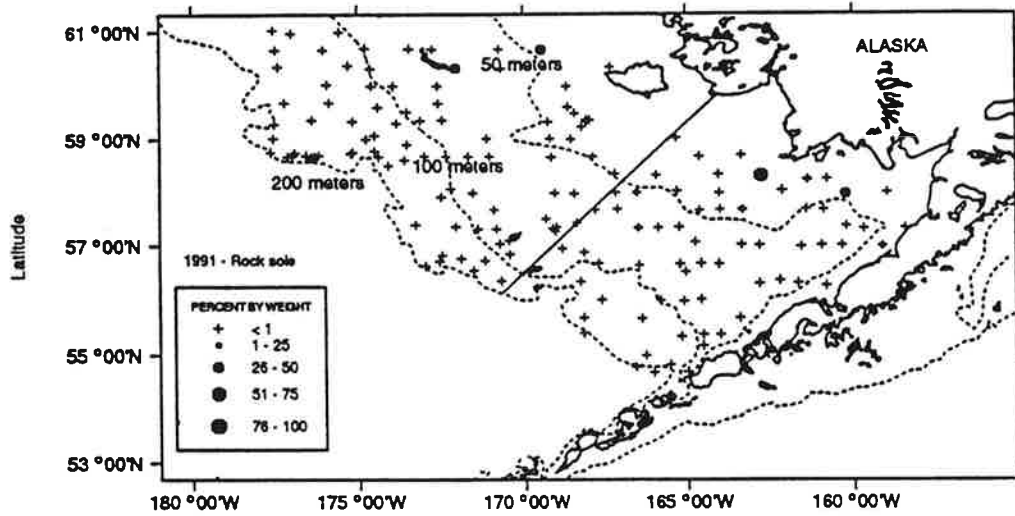 61 °00'N
59 °00'N
57 °00'N
55 °00'N
53 °00'N
Latitude
ALASKA
50 meters
100 meters
200 meters
1991 - Rock sole
PERCENT BY WEIGHT
< 1
1 - 25
26 - 50
51 - 75
76 - 100
180 °00'W
175 °00'W
170 °00'W
165 °00'W
160 °00'W